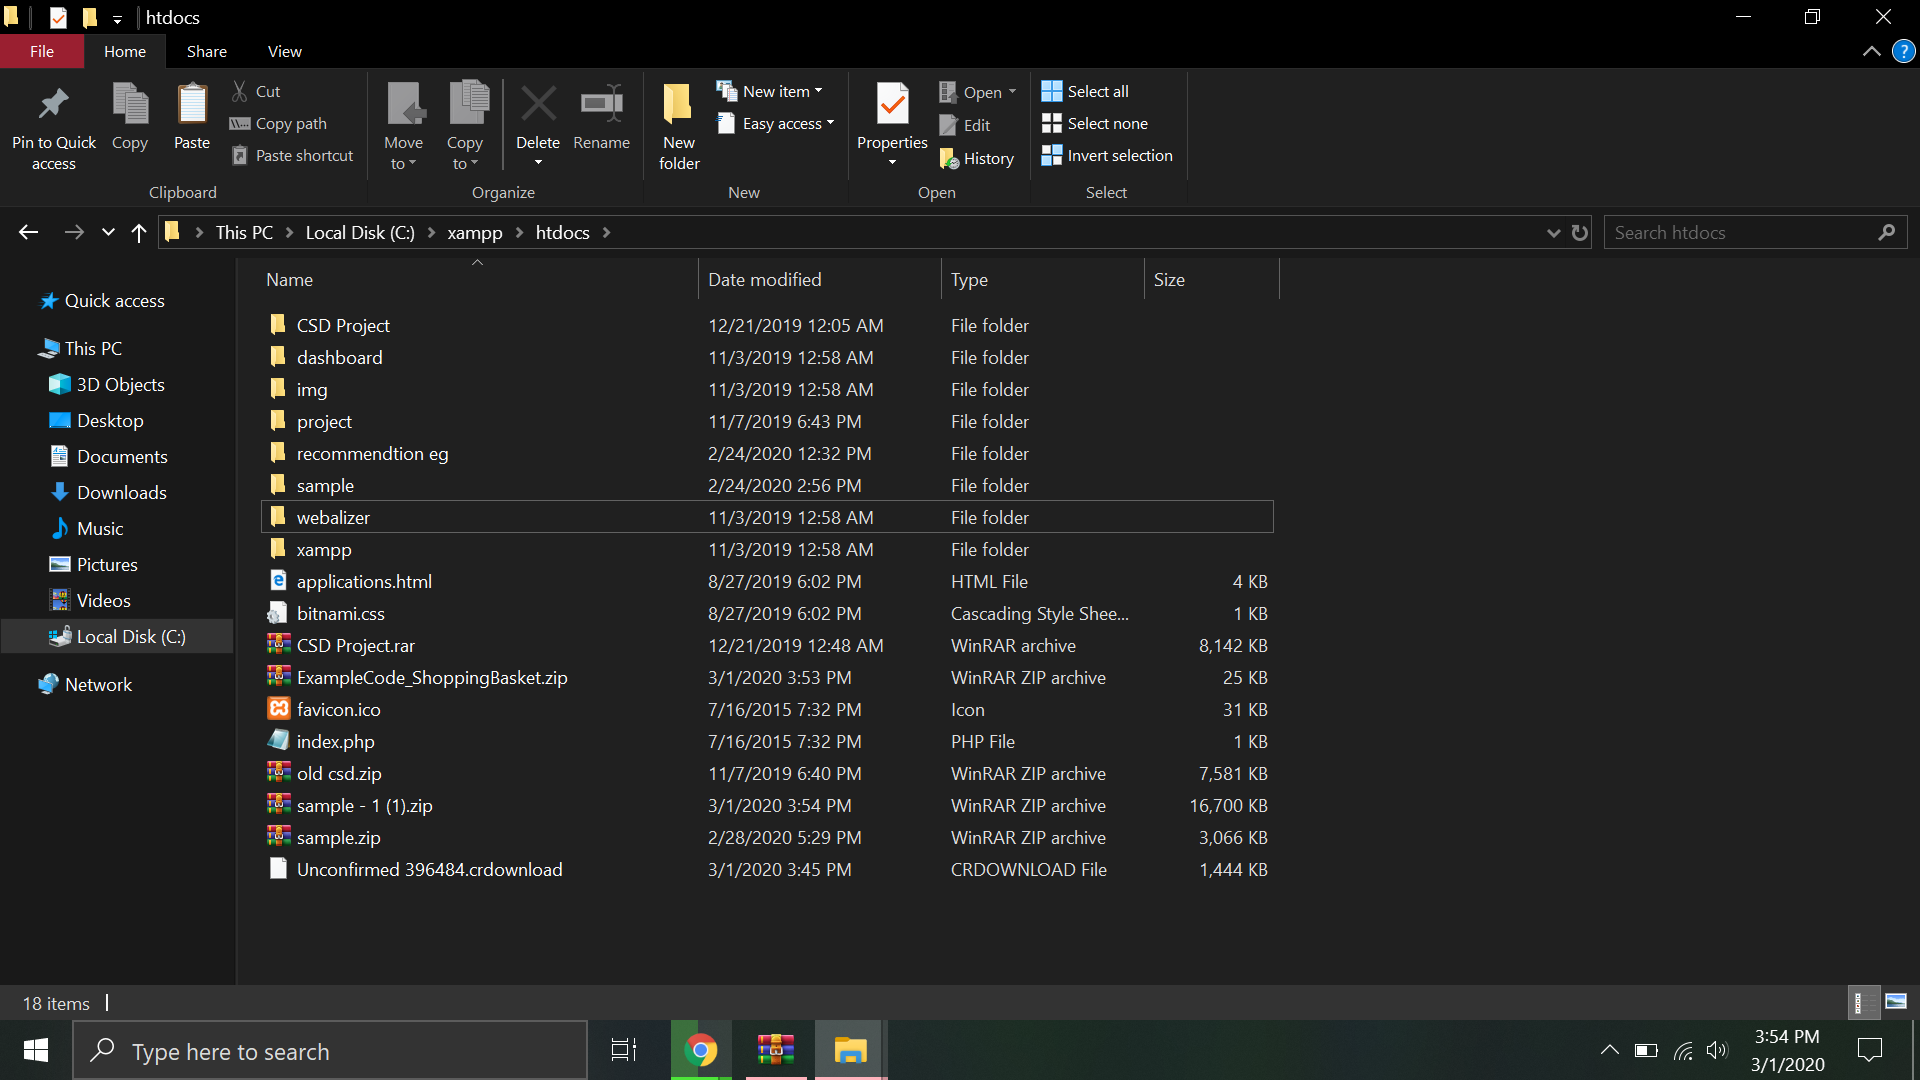 htdocs
File Home Share View
Pin to Quick access
Copy
Paste
Cut
Copy path
Paste shortcut
Clipboard
Move to
Copy to
Delete
Rename
Organize
New folder
New item
Easy access
New
Properties
Open
Edit
History
Open
Select all
Select none
Invert selection
Select
This PC Local Disk (C:) xampp htdocs
Search htdocs
Quick access
This PC
3D Objects
Desktop
Documents
Downloads
Music
Pictures
Videos
Local Disk (C:)
Network
Name Date modified Type Size
CSD Project 12/21/2019 12:05 AM File folder
dashboard 11/3/2019 12:58 AM File folder
img 11/3/2019 12:58 AM File folder
project 11/7/2019 6:43 PM File folder
recommendtion eg 2/24/2020 12:32 PM File folder
sample 2/24/2020 2:56 PM File folder
webalizer 11/3/2019 12:58 AM File folder
xampp 11/3/2019 12:58 AM File folder
applications.html 8/27/2019 6:02 PM HTML File 4 KB
bitnami.css 8/27/2019 6:02 PM Cascading Style Shee... 1 KB
CSD Project.rar 12/21/2019 12:48 AM WinRAR archive 8,142 KB
ExampleCode_ShoppingBasket.zip 3/1/2020 3:53 PM WinRAR ZIP archive 25 KB
favicon.ico 7/16/2015 7:32 PM Icon 31 KB
index.php 7/16/2015 7:32 PM PHP File 1 KB
old csd.zip 11/7/2019 6:40 PM WinRAR ZIP archive 7,581 KB
sample - 1 (1).zip 3/1/2020 3:54 PM WinRAR ZIP archive 16,700 KB
sample.zip 2/28/2020 5:29 PM WinRAR ZIP archive 3,066 KB
Unconfirmed 396484.crdownload 3/1/2020 3:45 PM CRDOWNLOAD File 1,444 KB
18 items
Type here to search
3:54 PM
3/1/2020